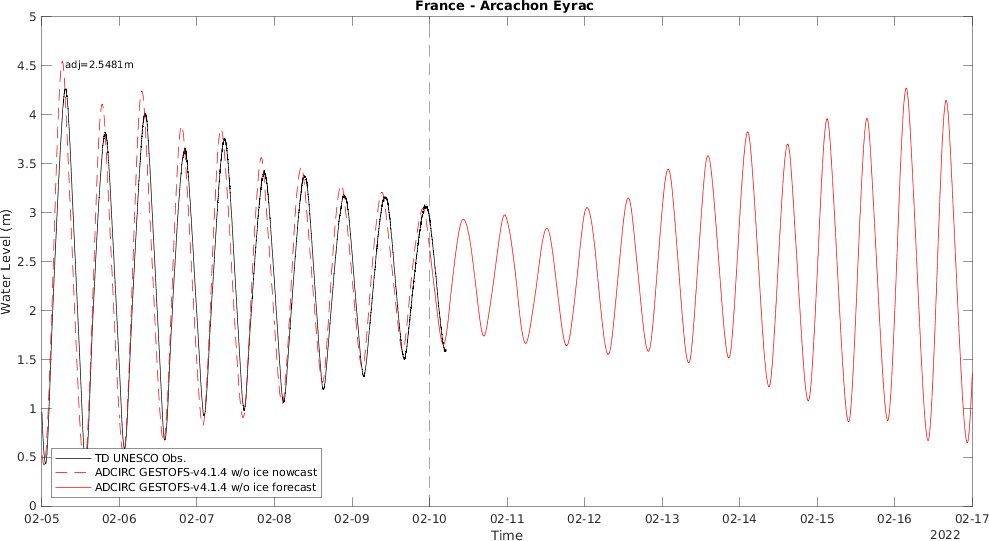 France - Arcachon Eyrac
5
4.5
4
3.5
3
2.5
2
1.5
1
0.5
0
Water Level (m)
adj=2.5481m
TD UNESCO Obs.
ADCIRC GESTOFS-v4.1.4 w/o ice nowcast
ADCIRC GESTOFS-v4.1.4 w/o ice forecast
02-05 02-06 02-07 02-08 02-09 02-10 02-11 02-12 02-13 02-14 02-15 02-16 02-17
Time
2022